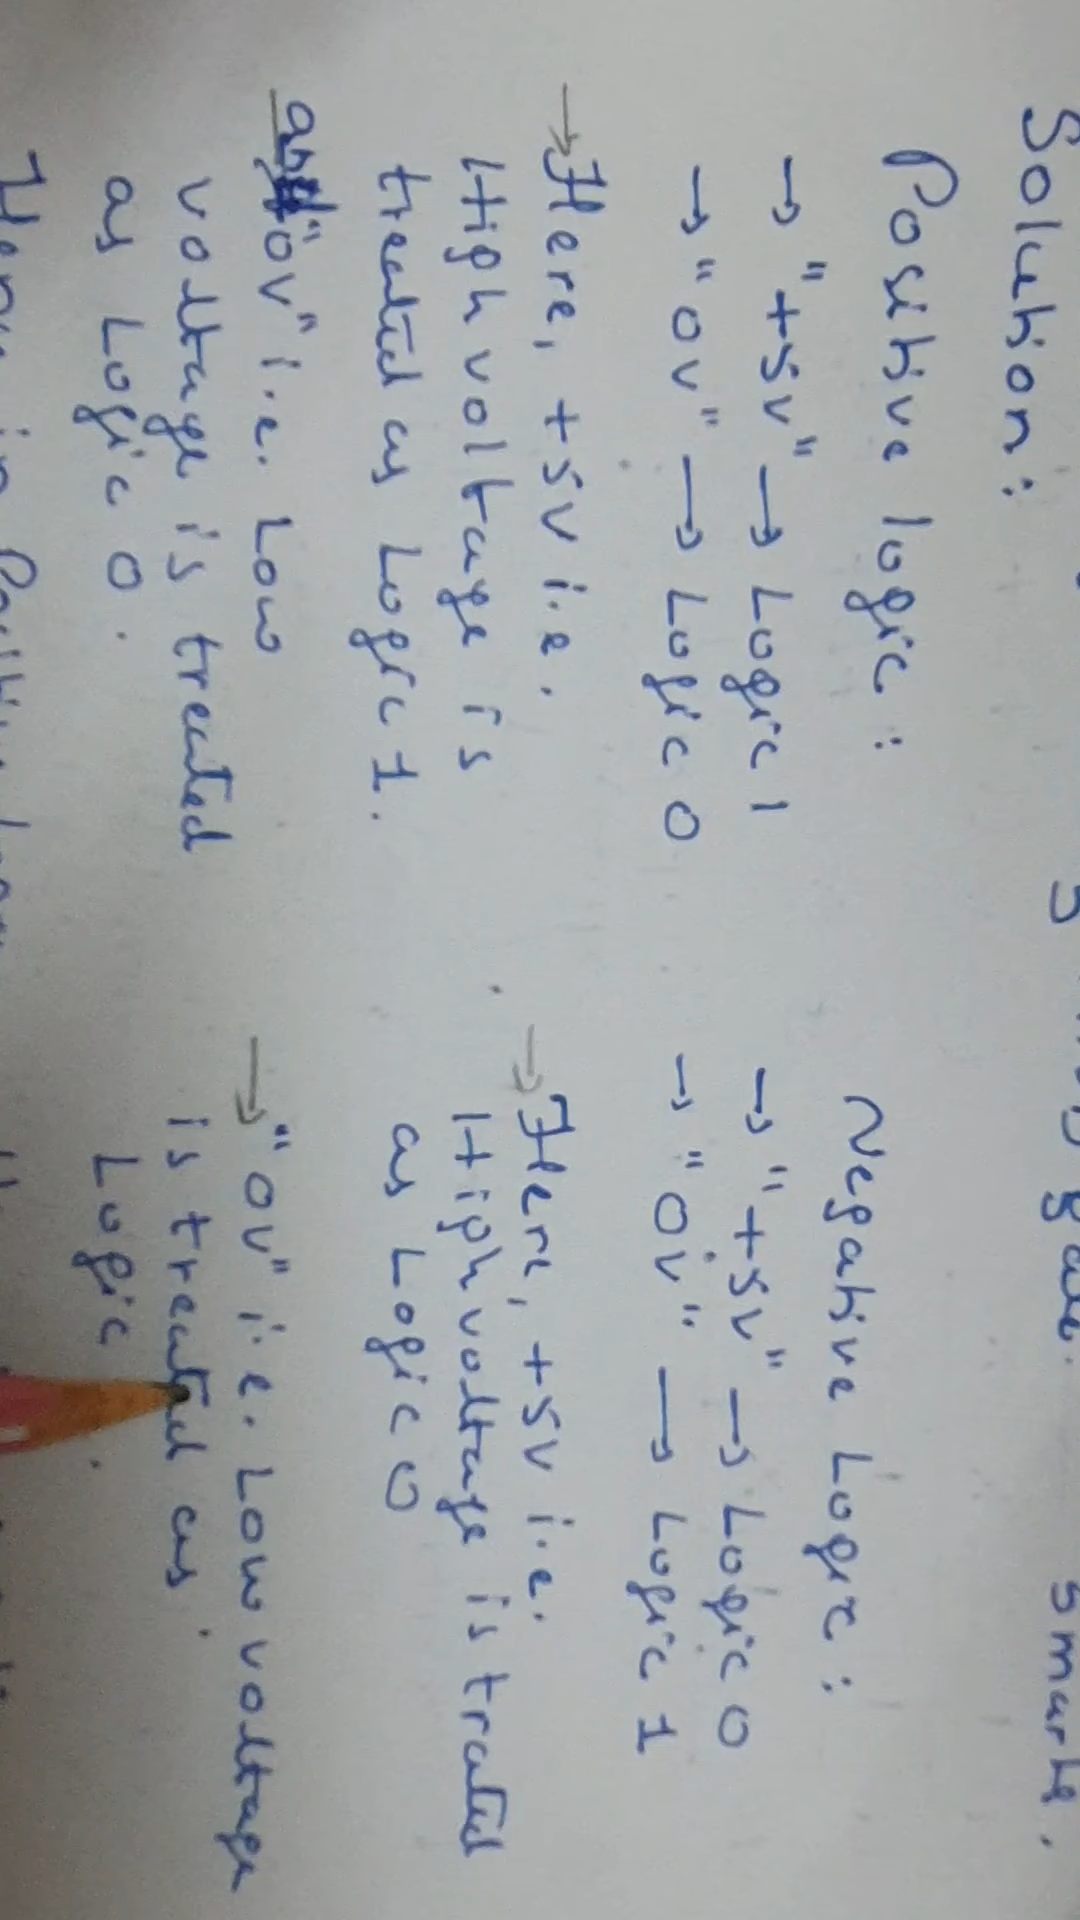 gate. 5 marks.
Solution:
Positive logic:
→ "+5v" → Logic 1
→ "0v" → Logic 0
→ Here, +5v i.e.
High voltage is
treated as Logic 1.
and "0v" i.e. Low
voltage is treated
as Logic 0.
Negative Logic:
→ "+5v" → Logic 0
→ "0v" → Logic 1
→ Here, +5v i.e.
High voltage is trated
as Logic 0
→ "0v" i.e. Low voltage
is treated as
Logic